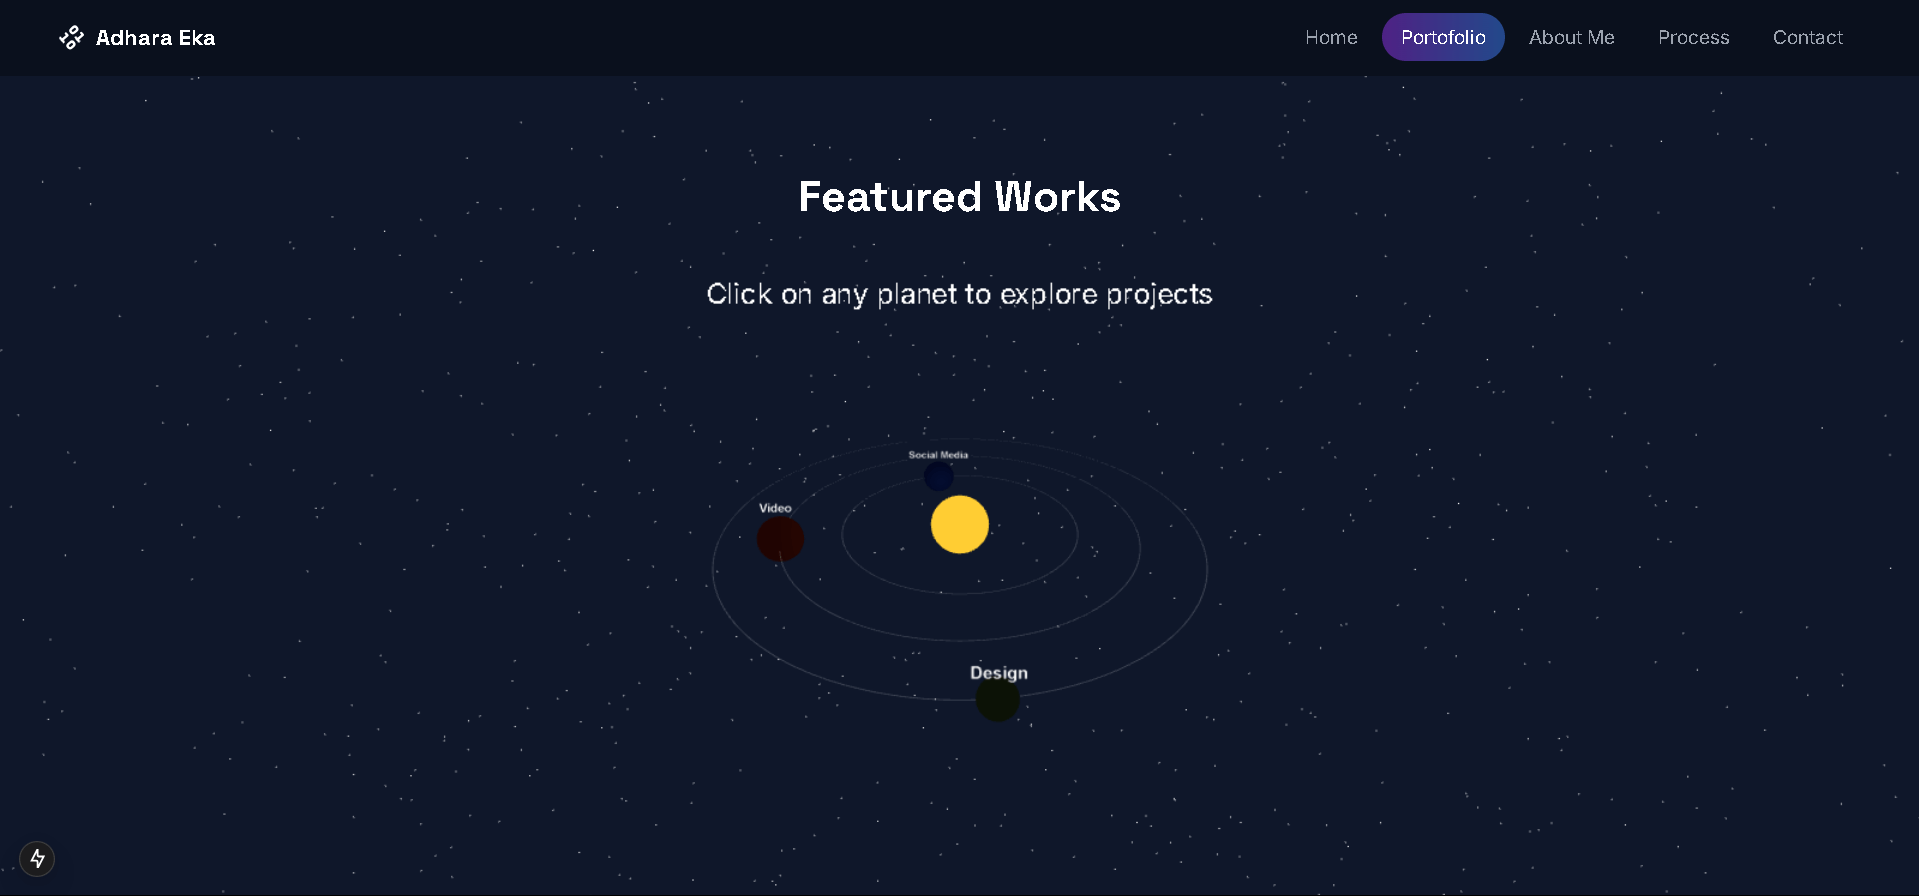 Adhara Eka
Home Portofolio About Me Process Contact
Featured Works
Click on any planet to explore projects
Social Media
Video
Design